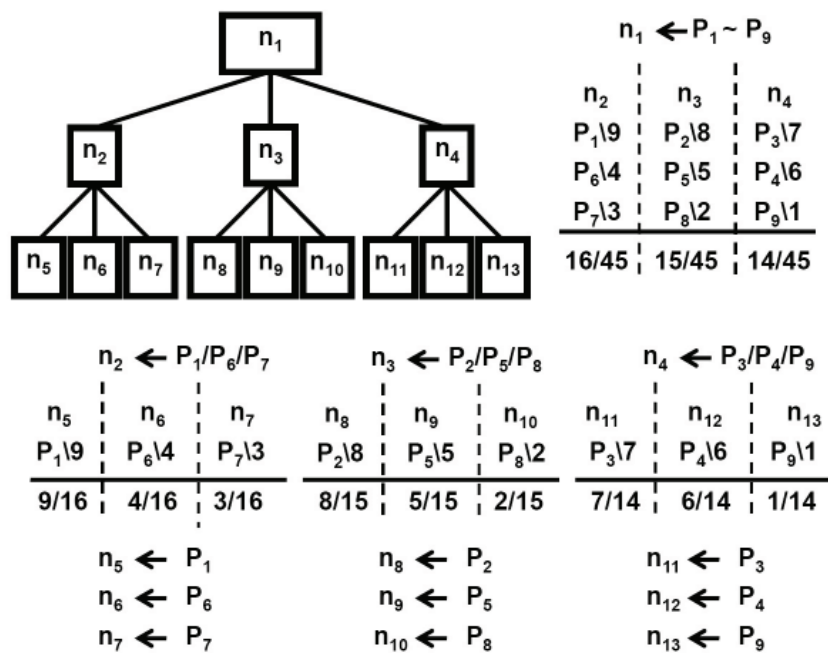 n₁
n₂ n₃ n₄
n₅ n₆ n₇ n₈ n₉ n₁₀ n₁₁ n₁₂ n₁₃
n₁ ← P₁ ~ P₉
n₂ n₃ n₄
P₁\9 P₂\8 P₃\7
P₆\4 P₅\5 P₄\6
P₇\3 P₈\2 P₉\1
16/45 15/45 14/45
n₂ ← P₁/P₆/P₇
n₅ n₆ n₇
P₁\9 P₆\4 P₇\3
9/16 4/16 3/16
n₅ ← P₁
n₆ ← P₆
n₇ ← P₇
n₃ ← P₂/P₅/P₈
n₈ n₉ n₁₀
P₂\8 P₅\5 P₈\2
8/15 5/15 2/15
n₈ ← P₂
n₉ ← P₅
n₁₀ ← P₈
n₄ ← P₃/P₄/P₉
n₁₁ n₁₂ n₁₃
P₃\7 P₄\6 P₉\1
7/14 6/14 1/14
n₁₁ ← P₃
n₁₂ ← P₄
n₁₃ ← P₉